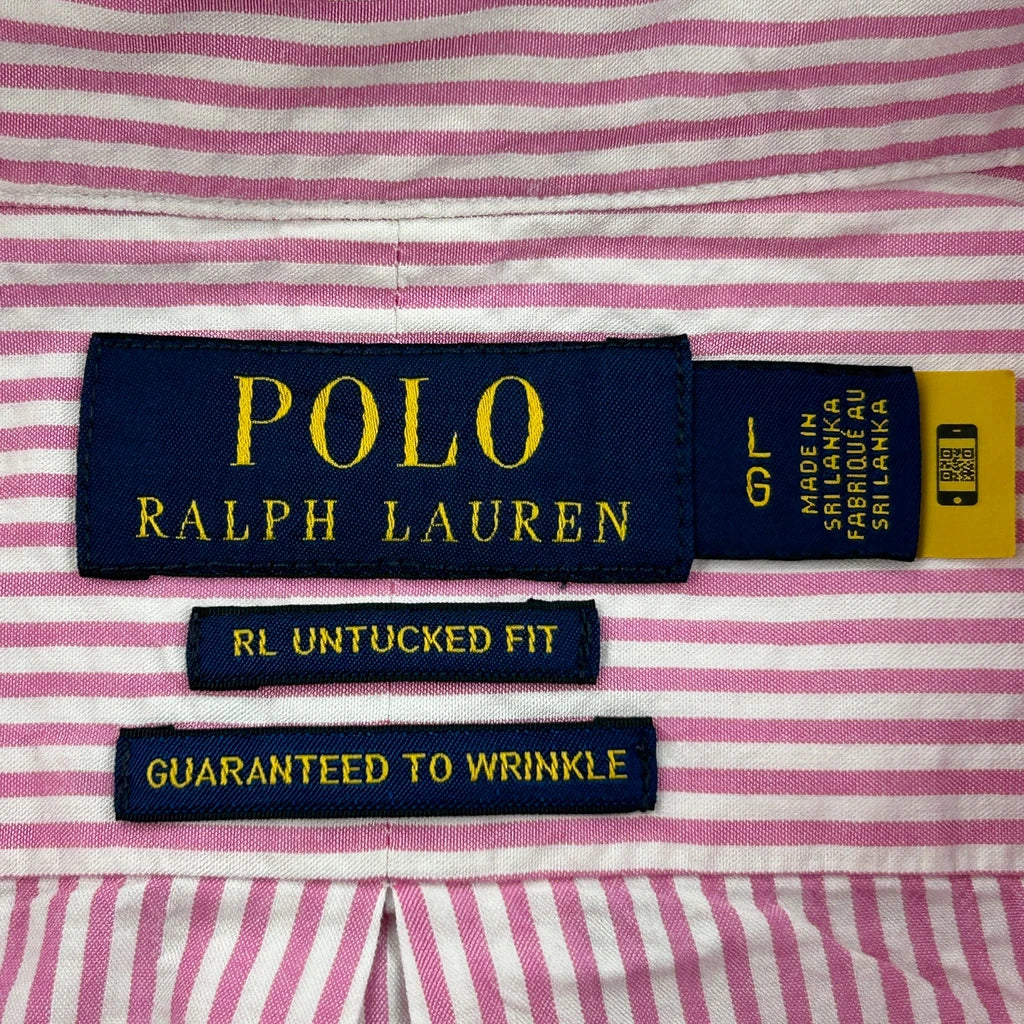 POLO
RALPH LAUREN
L
G
MADE IN
SRI LANKA
FABRIQUÉ AU
SRI LANKA
RL UNTUCKED FIT
GUARANTEED TO WRINKLE